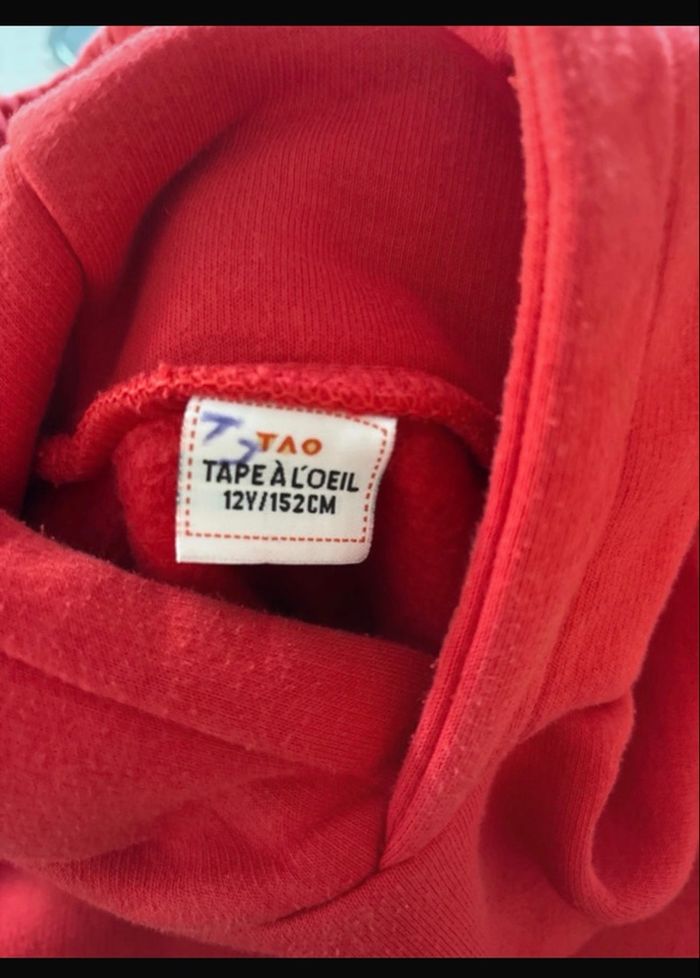 TAO
TAPE À L'OEIL
12Y/152CM